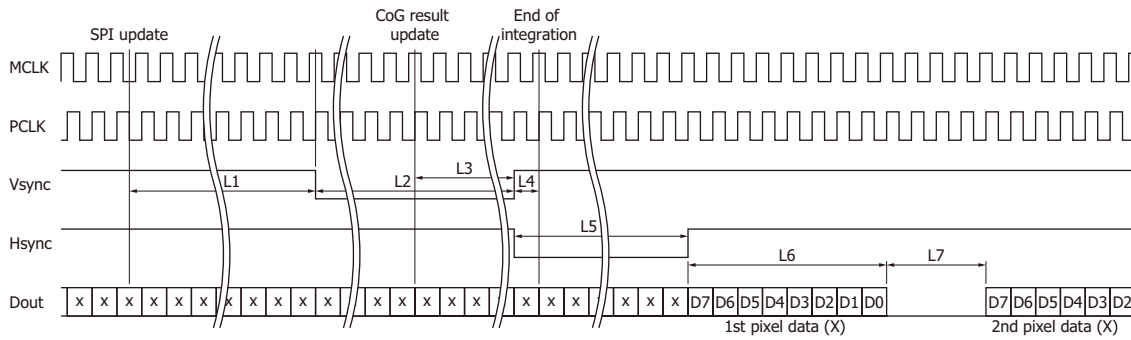 SPI update
CoG result
update
End of
integration
MCLK
PCLK
Vsync
L1
L2
L3
L4
Hsync
L5
L6
L7
Dout
x x x x x x x x x x x x x x x x x x x x x x x x x D7 D6 D5 D4 D3 D2 D1 D0 D7 D6 D5 D4 D3 D2
1st pixel data (X)
2nd pixel data (X)